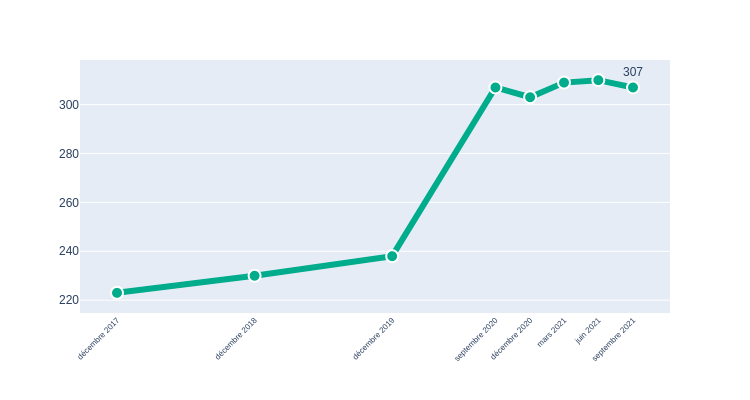 307
300
280
260
240
220
décembre 2017
décembre 2018
décembre 2019
septembre 2020
décembre 2020
mars 2021
juin 2021
septembre 2021